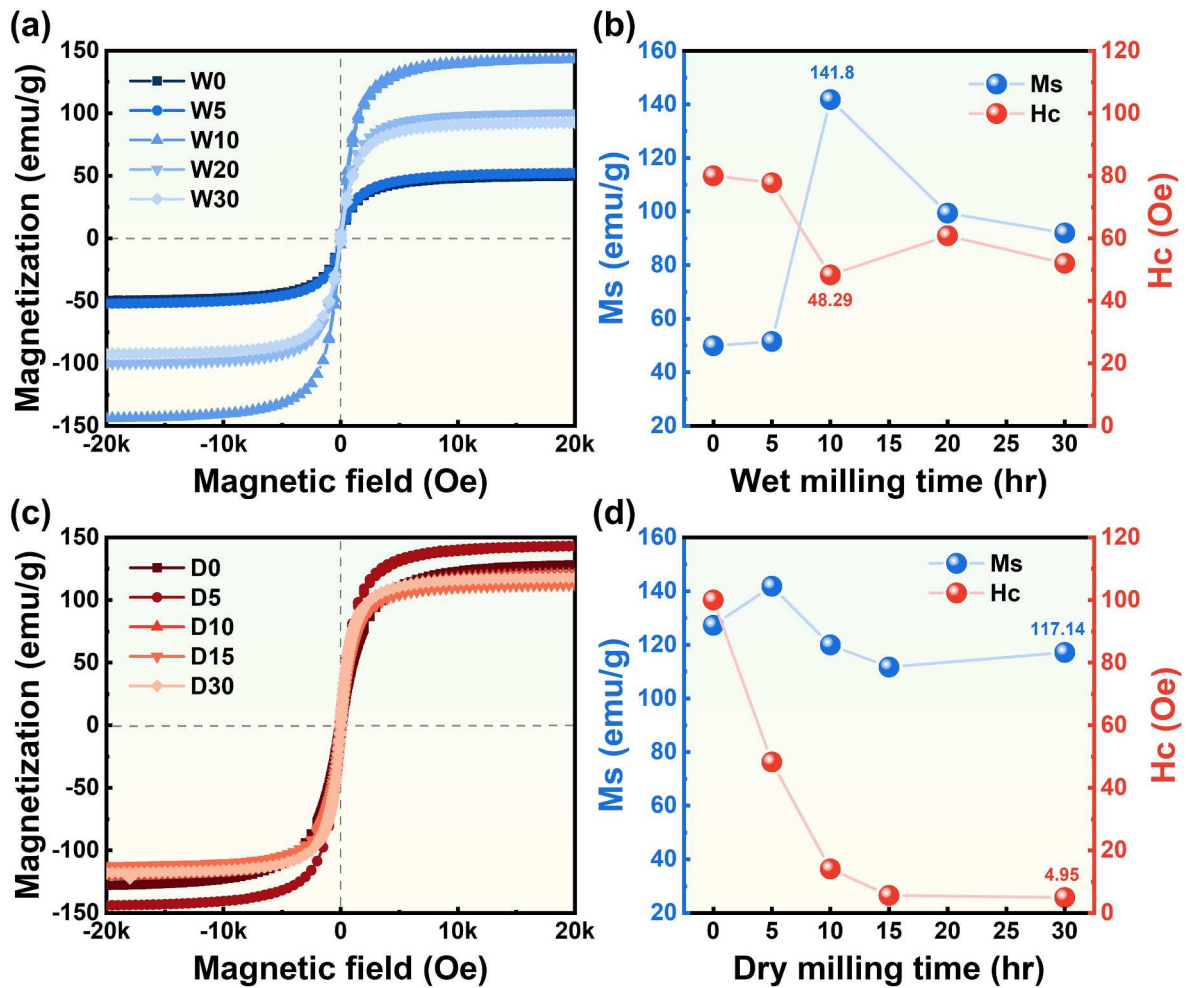 (a)
150
100
50
0
-50
-100
-150
Magnetization (emu/g)
W0
W5
W10
W20
W30
-20k -10k 0 10k 20k
Magnetic field (Oe)
(b)
160
140
120
100
80
60
40
20
Ms (emu/g)
141.8
48.29
Ms
Hc
120
100
80
60
40
20
0
Hc (Oe)
0 5 10 15 20 25 30
Wet milling time (hr)
(c)
150
100
50
0
-50
-100
-150
Magnetization (emu/g)
D0
D5
D10
D15
D30
-20k -10k 0 10k 20k
Magnetic field (Oe)
(d)
160
140
120
100
80
60
40
20
Ms (emu/g)
Ms
Hc
117.14
4.95
120
100
80
60
40
20
0
Hc (Oe)
0 5 10 15 20 25 30
Dry milling time (hr)